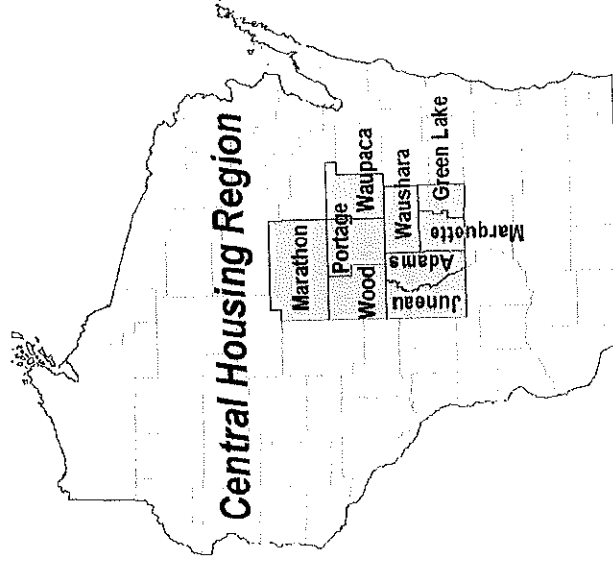 Central Housing Region
Marathon
Portage
Wood
Waupaca
Waushara
Juneau
Adams
Marquette
Green Lake